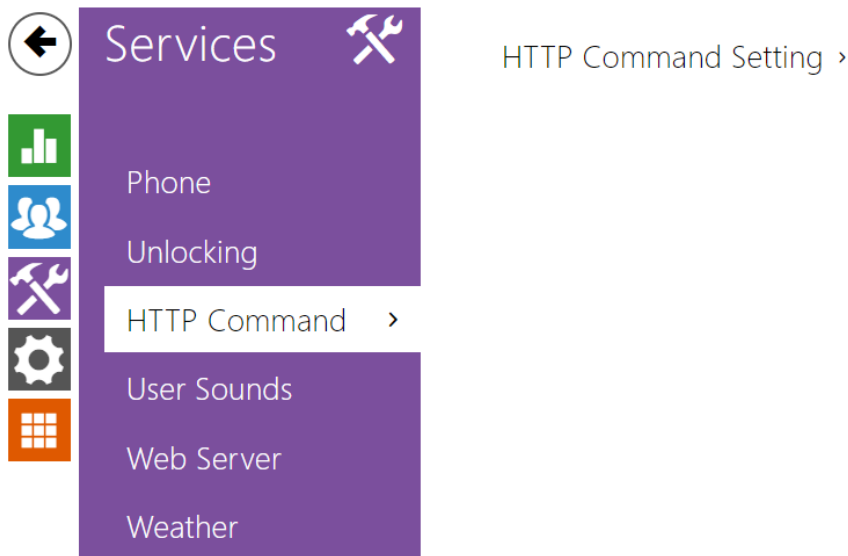 Services
Phone
Unlocking
HTTP Command
User Sounds
Web Server
Weather
HTTP Command Setting